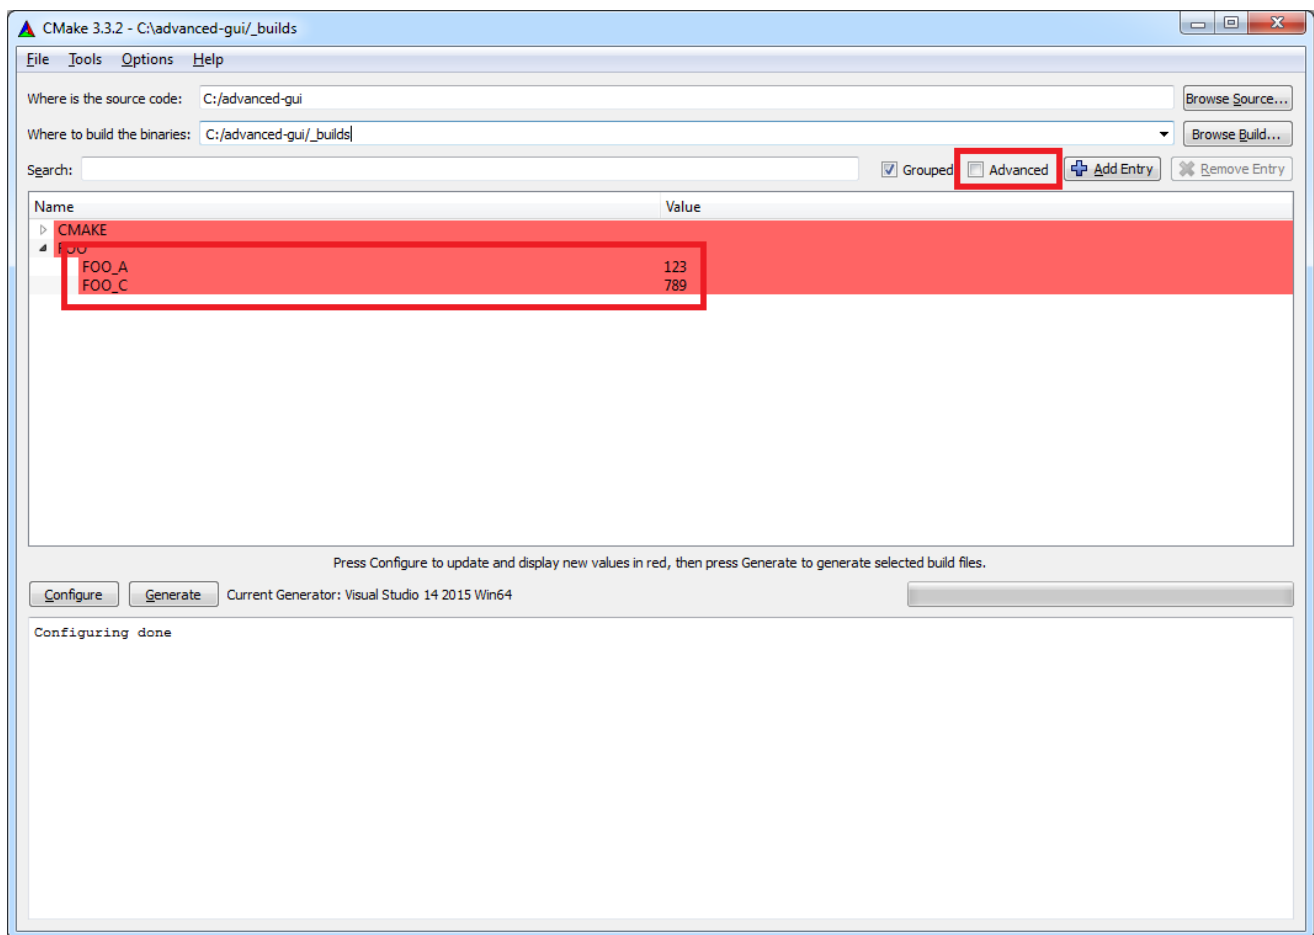 CMake 3.3.2 - C:\advanced-gui/_builds
File Tools Options Help
Where is the source code: C:/advanced-gui Browse Source...
Where to build the binaries: C:/advanced-gui/_builds Browse Build...
Search: Grouped Advanced Add Entry Remove Entry
Name Value
CMAKE
FOO
FOO_A 123
FOO_C 789
Press Configure to update and display new values in red, then press Generate to generate selected build files.
Configure Generate Current Generator: Visual Studio 14 2015 Win64
Configuring done